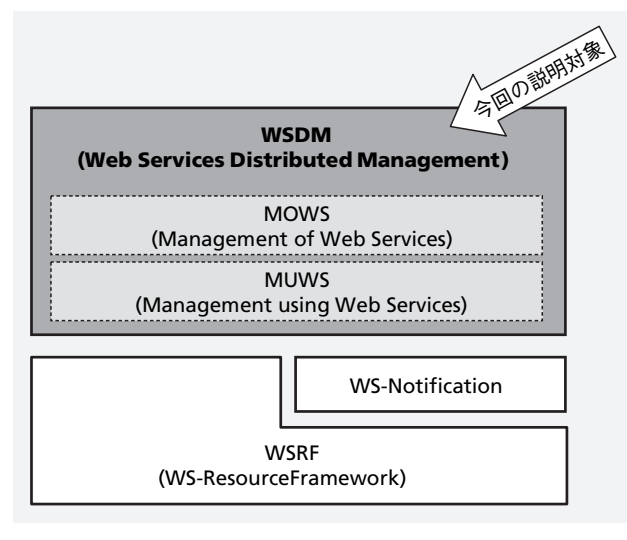 今回の説明対象
WSDM
(Web Services Distributed Management)
MOWS
(Management of Web Services)
MUWS
(Management using Web Services)
WS-Notification
WSRF
(WS-ResourceFramework)